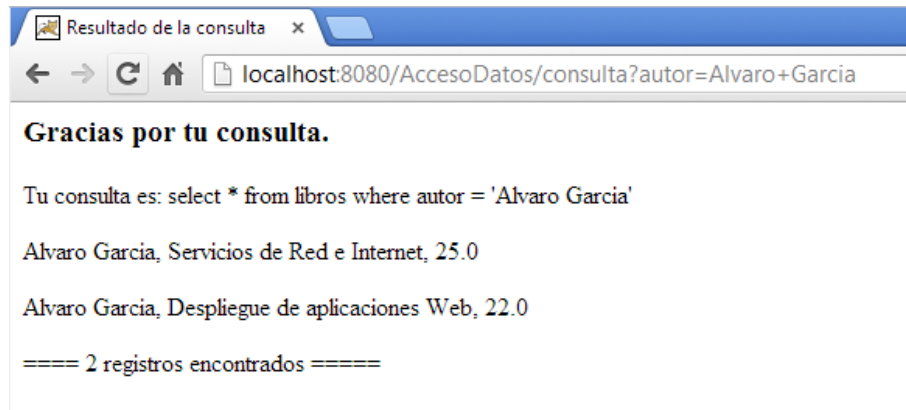 Resultado de la consulta
localhost:8080/AccesoDatos/consulta?autor=Alvaro+Garcia
Gracias por tu consulta.
Tu consulta es: select * from libros where autor = 'Alvaro Garcia'
Alvaro Garcia, Servicios de Red e Internet, 25.0
Alvaro Garcia, Despliegue de aplicaciones Web, 22.0
==== 2 registros encontrados =====